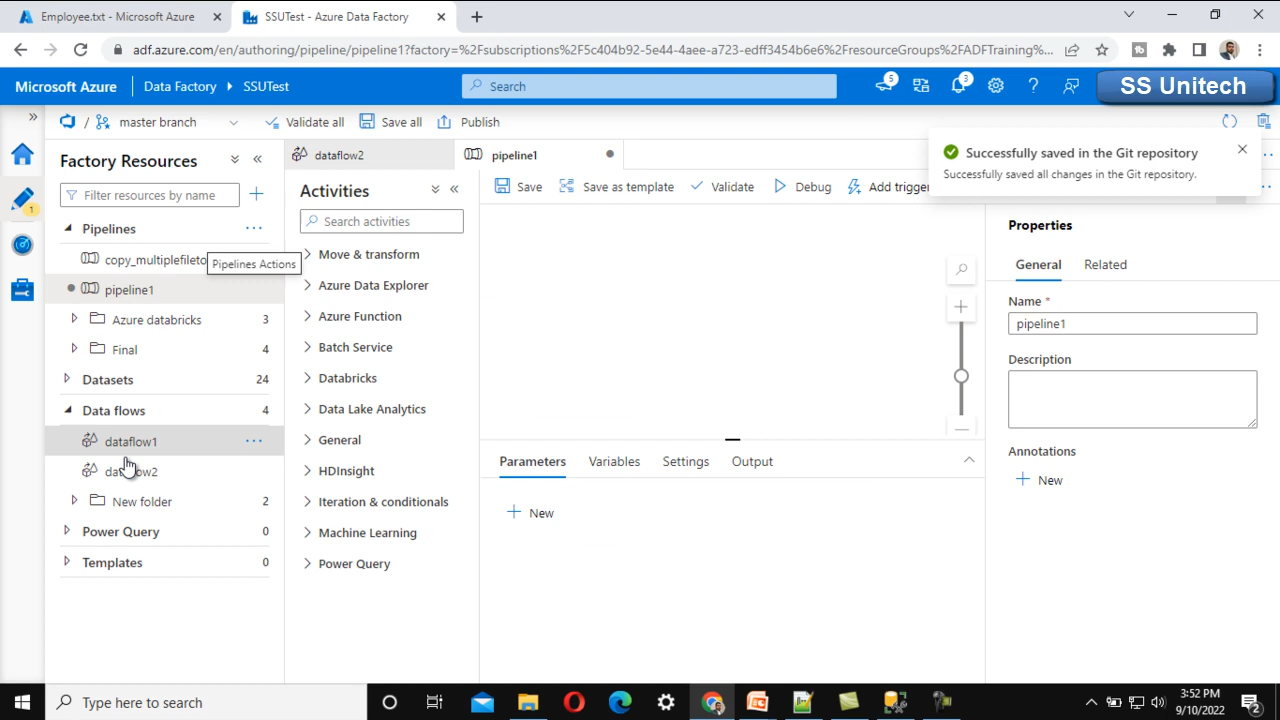 Employee.txt - Microsoft Azure
SSUTest - Azure Data Factory
adf.azure.com/en/authoring/pipeline/pipeline1?factory=%2Fsubscriptions%2F5c404b92-5e44-4aee-a723-edff3454b6e6%2FresourceGroups%2FADFTraining%...
Microsoft Azure
Data Factory
SSUTest
Search
5
3
SS Unitech
master branch
Validate all
Save all
Publish
Factory Resources
Filter resources by name
Pipelines
copy_multiplefileto
Pipelines Actions
pipeline1
Azure databricks 3
Final 4
Datasets 24
Data flows 4
dataflow1
dataflow2
New folder 2
Power Query 0
Templates 0
1
dataflow2
pipeline1
Successfully saved in the Git repository
Successfully saved all changes in the Git repository.
Activities
Search activities
Move & transform
Azure Data Explorer
Azure Function
Batch Service
Databricks
Data Lake Analytics
General
HDInsight
Iteration & conditionals
Machine Learning
Power Query
Save
Save as template
Validate
Debug
Add trigger
Parameters
Variables
Settings
Output
New
Properties
General
Related
Name *
pipeline1
Description
Annotations
New
Type here to search
3:52 PM
9/10/2022
2